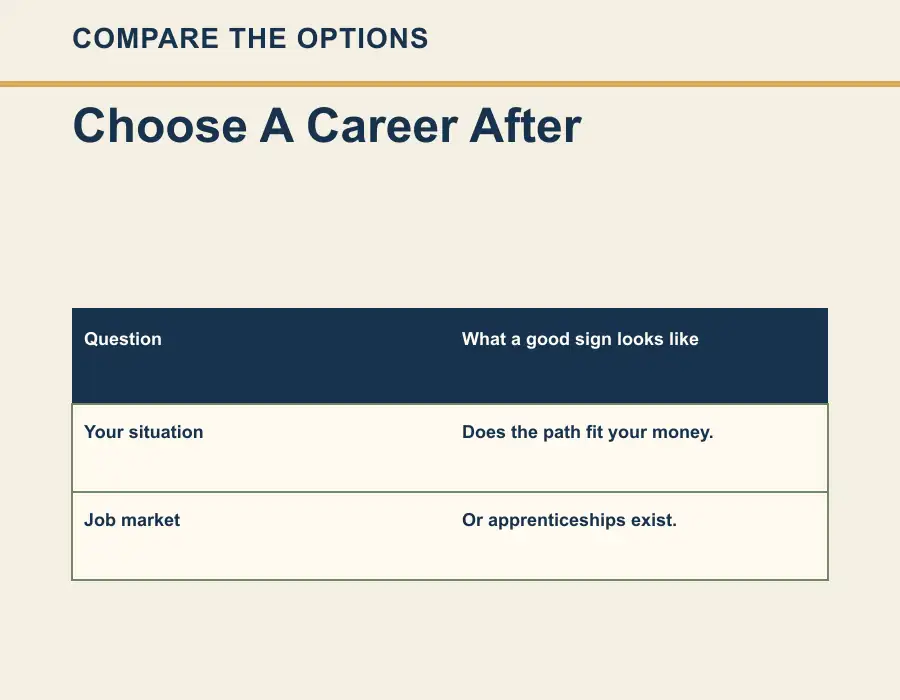 COMPARE THE OPTIONS
Choose A Career After
Question What a good sign looks like
Your situation Does the path fit your money.
Job market Or apprenticeships exist.